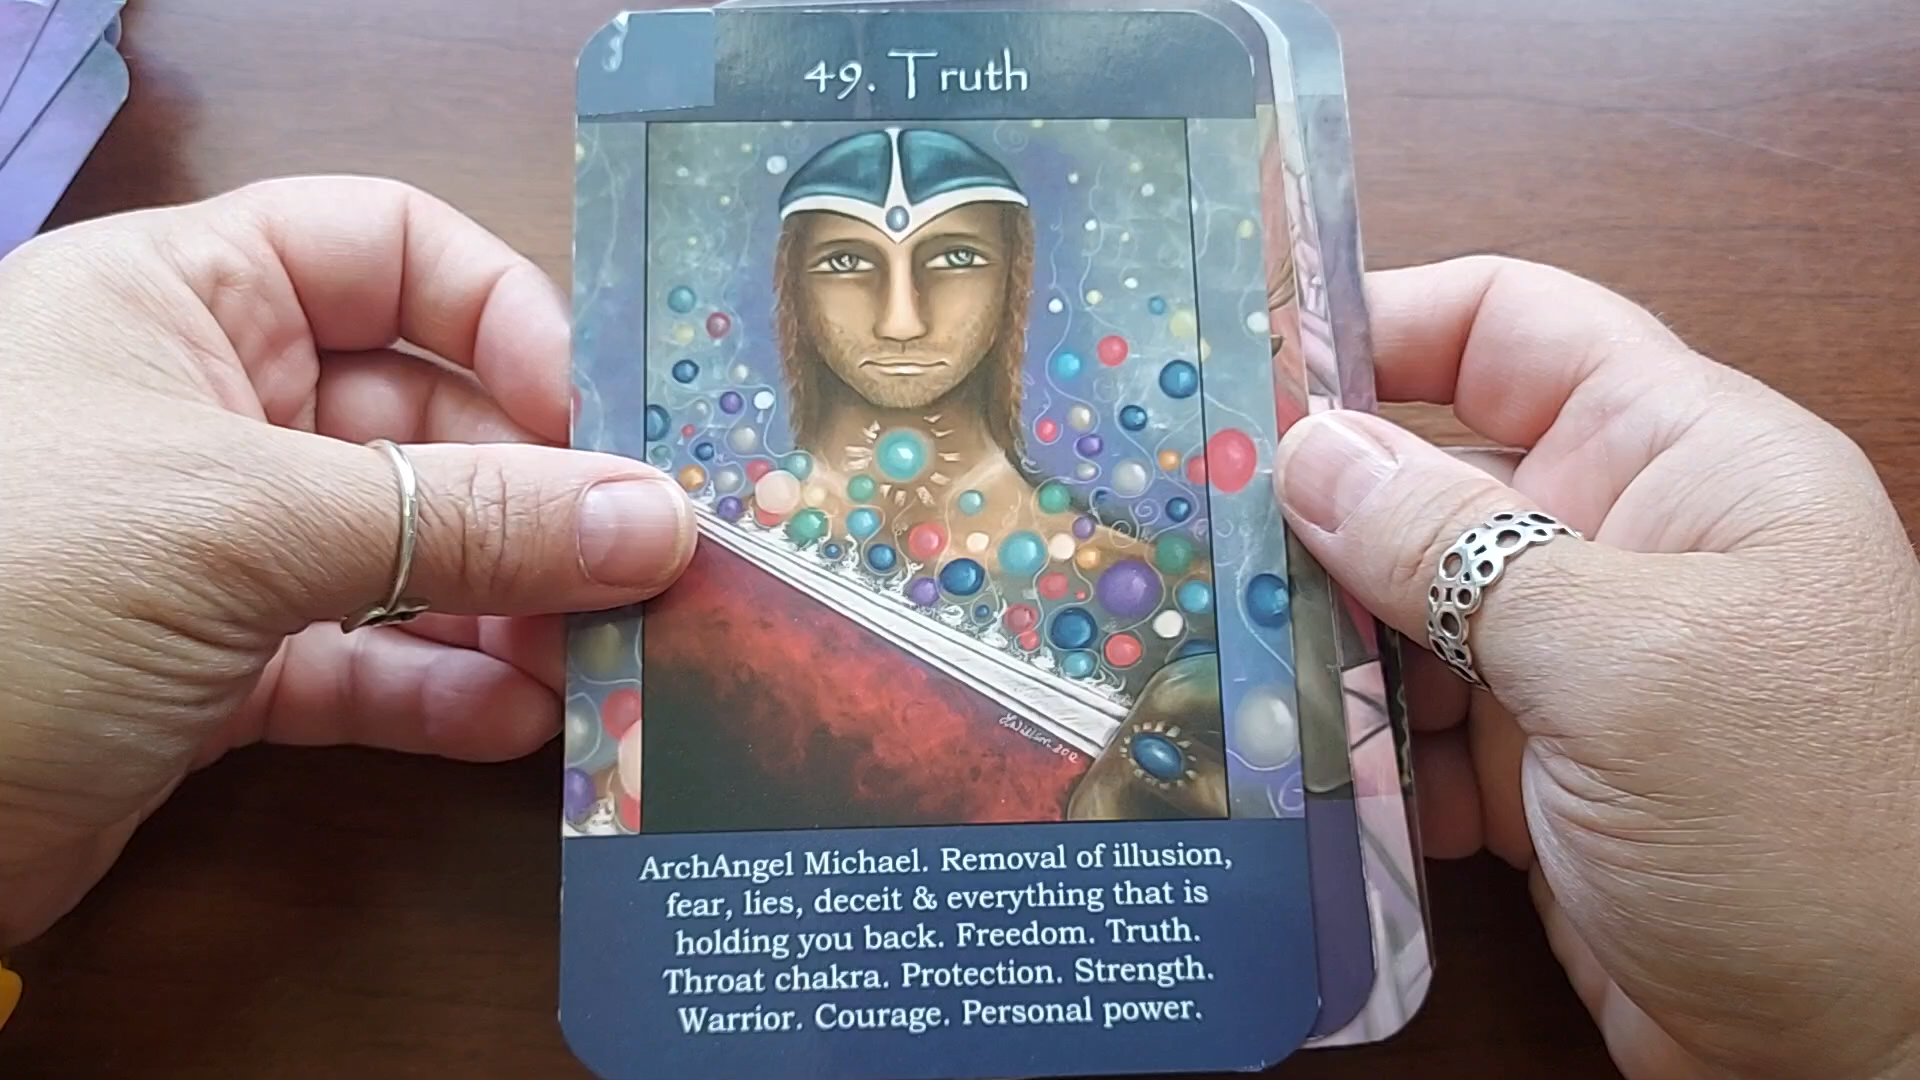 49. Truth
ArchAngel Michael. Removal of illusion,
fear, lies, deceit & everything that is
holding you back. Freedom. Truth.
Throat chakra. Protection. Strength.
Warrior. Courage. Personal power.